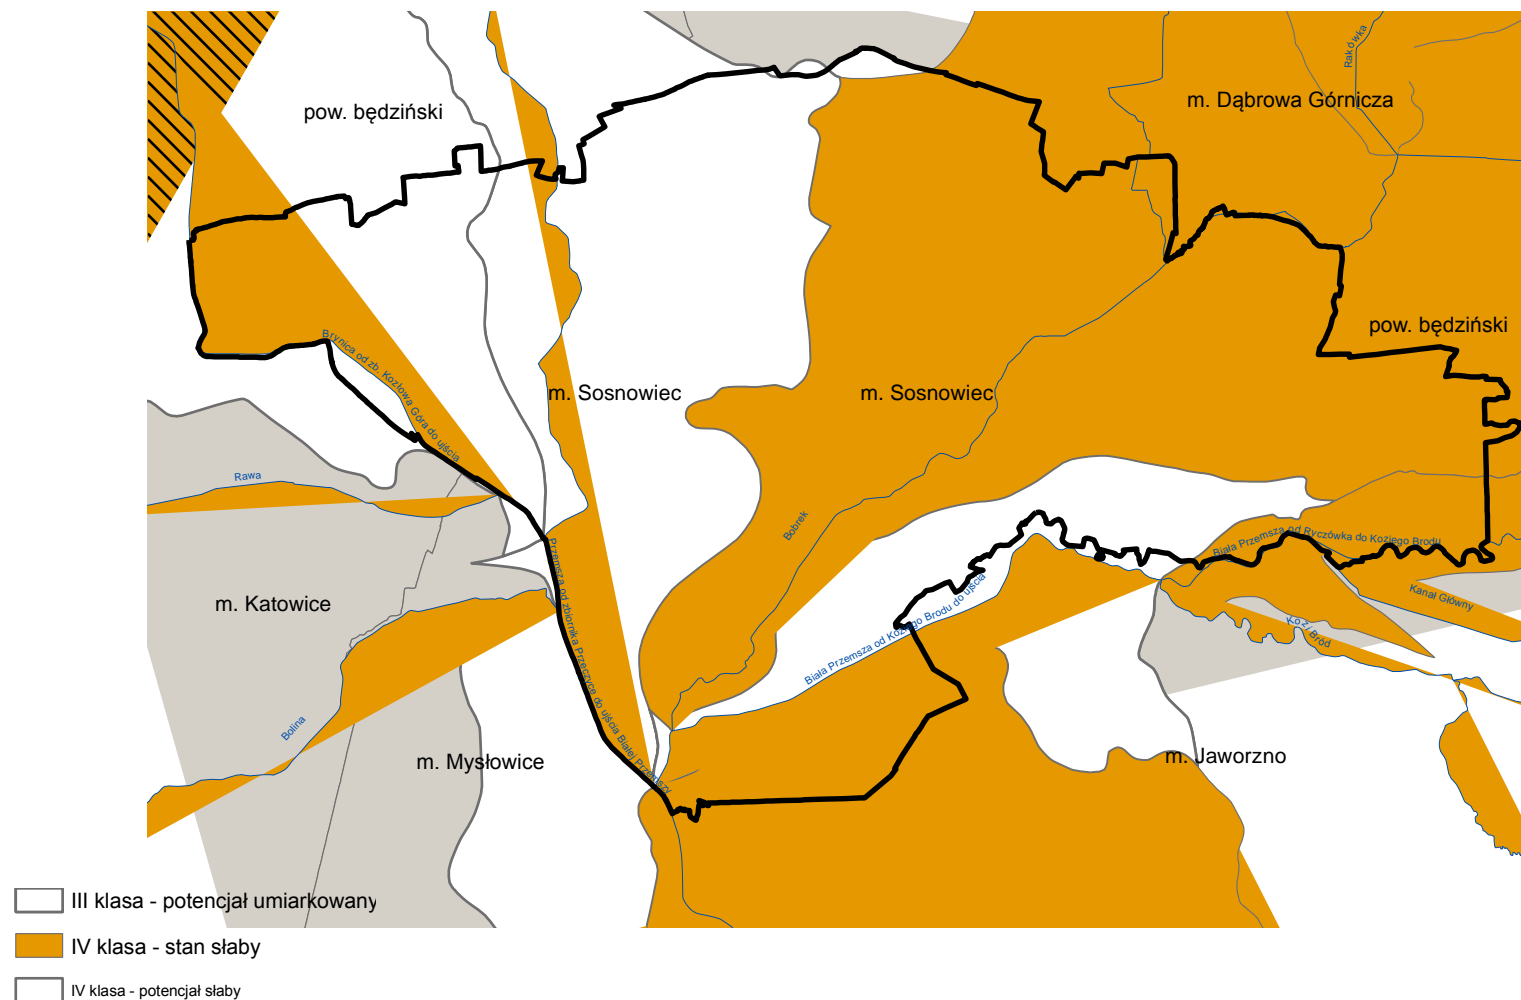 Rakówka
m. Dąbrowa Górnicza
pow. będziński
pow. będziński
Brynica od zb. Kozłowa Góra do ujścia
m. Sosnowiec
m. Sosnowiec
Rawa
Bobrek
Biała Przemsza od Ryczówka do Koziego Brodu
Przemsza od zbiornika Przeczyce do ujścia Białej Przemszy
Biała Przemsza od Koziego Brodu do ujścia
Kanał Główny
m. Katowice
Kozi Bród
Bolina
m. Mysłowice
m. Jaworzno
III klasa - potencjał umiarkowany
IV klasa - stan słaby
IV klasa - potencjał słaby